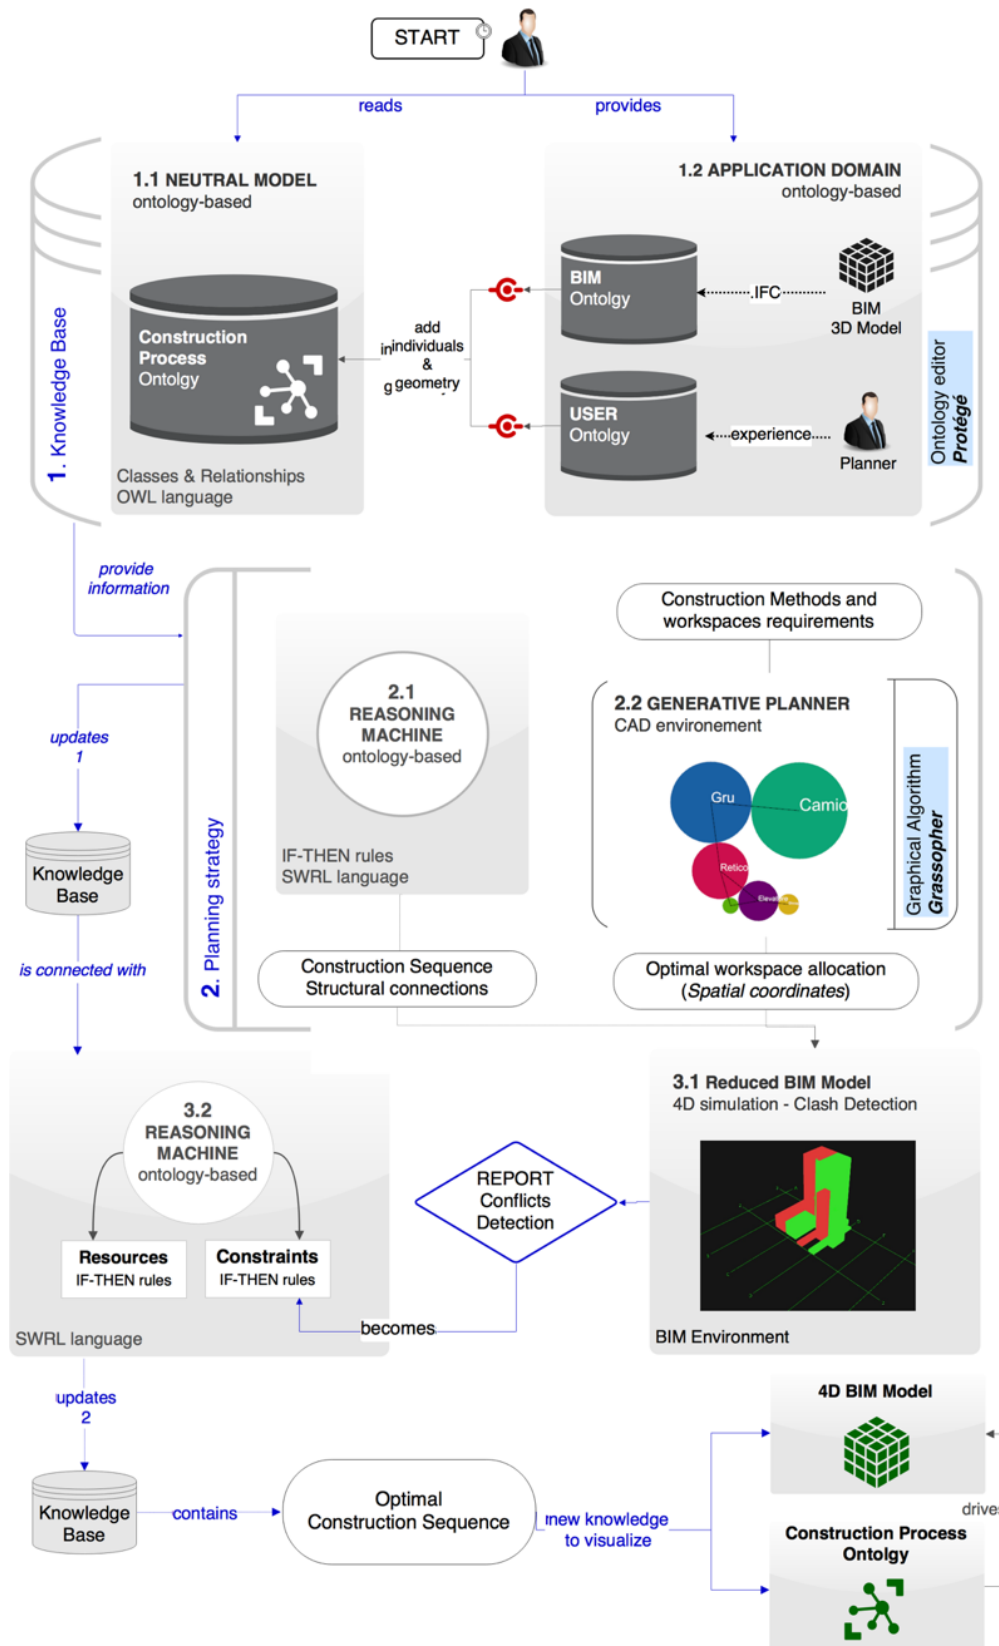 START
reads
provides
1.1 NEUTRAL MODEL
ontology-based
1.2 APPLICATION DOMAIN
ontology-based
Construction
Process
Ontolgy
Classes & Relationships
OWL language
add
inindividuals
&
g geometry
BIM
Ontolgy
.IFC
BIM
3D Model
USER
Ontolgy
experience
Planner
1. Knowledge Base
Ontology editor
Protégé
provide
information
updates
1
Knowledge
Base
is connected with
2. Planning strategy
2.1
REASONING
MACHINE
ontology-based
IF-THEN rules
SWRL language
Construction Sequence
Structural connections
Construction Methods and
workspaces requirements
2.2 GENERATIVE PLANNER
CAD environement
Gru
Camio
Retico
Graphical Algorithm
Grassopher
Optimal workspace allocation
(Spatial coordinates)
3.2
REASONING
MACHINE
ontology-based
Resources
IF-THEN rules
Constraints
IF-THEN rules
SWRL language
REPORT
Conflicts
Detection
becomes
3.1 Reduced BIM Model
4D simulation - Clash Detection
BIM Environment
updates
2
Knowledge
Base
contains
Optimal
Construction Sequence
new knowledge
to visualize
4D BIM Model
drives
Construction Process
Ontolgy